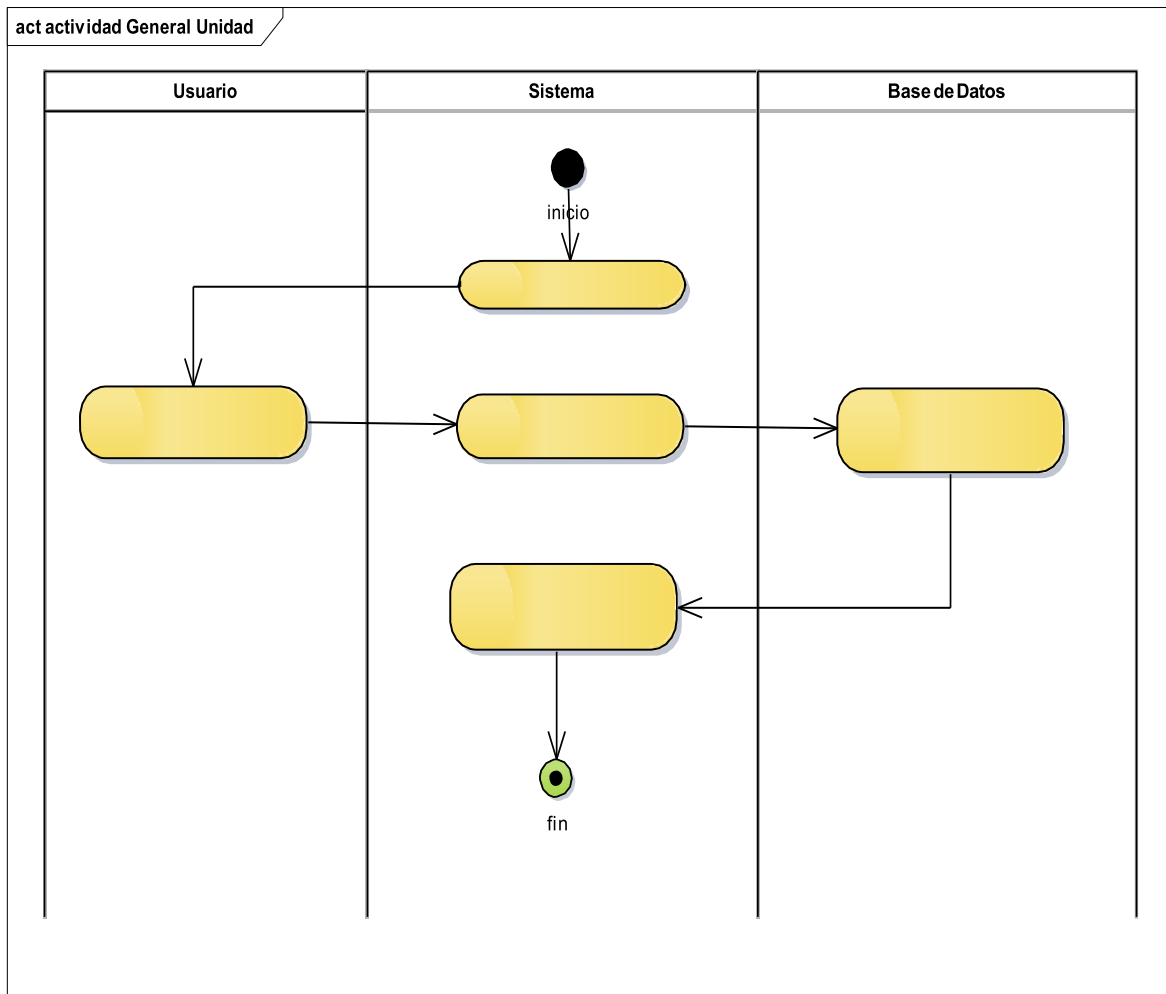 act actividad General Unidad
Usuario
Sistema
Base de Datos
inicio
fin